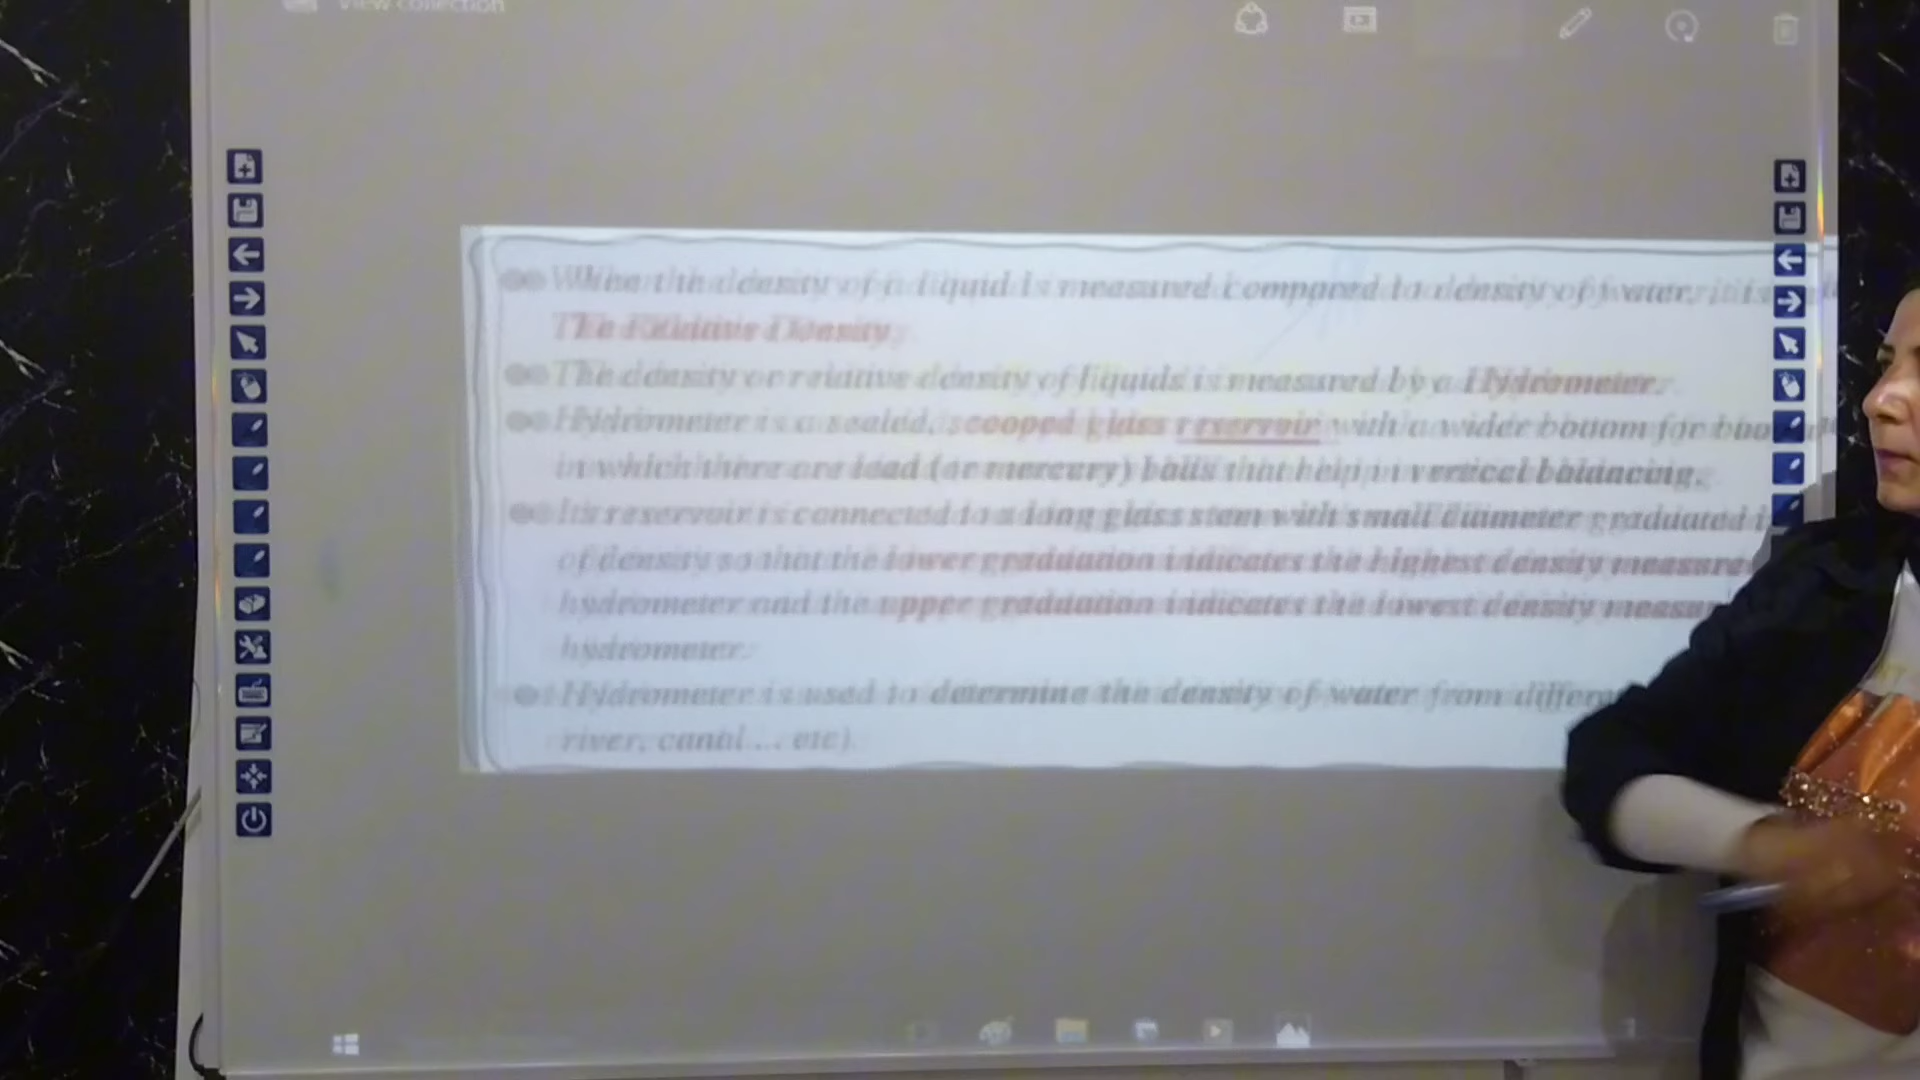 View collection
When the density of a liquid is measured compared to density of water, it is
The Relative Density.
The density or relative density of liquids is measured by a Hydrometer.
Hydrometer is a sealed, scooped glass reservoir with a wider bottom for
in which there are lead (or mercury) balls that help in vertical balancing.
Its reservoir is connected to a long glass stem with small diameter graduated
of density so that the lower graduation indicates the highest density
hydrometer and the upper graduation indicates the lowest density
hydrometer.
Hydrometer is used to determine the density of water from
river, canal... etc).